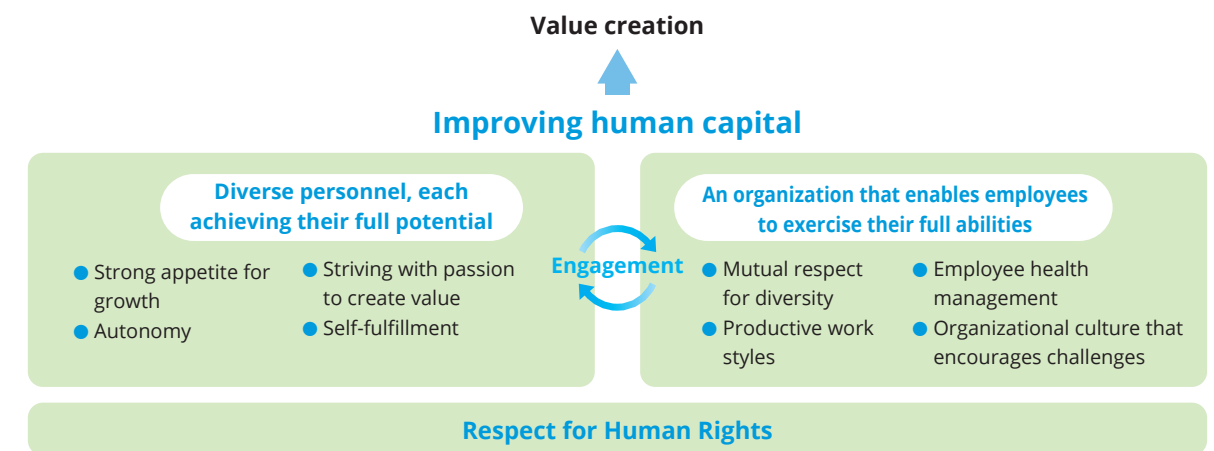 Value creation
Improving human capital
Diverse personnel, each
achieving their full potential
● Strong appetite for
growth
● Autonomy
● Striving with passion
to create value
● Self-fulfillment
Engagement
An organization that enables employees
to exercise their full abilities
● Mutual respect
for diversity
● Productive work
styles
● Employee health
management
● Organizational culture that
encourages challenges
Respect for Human Rights